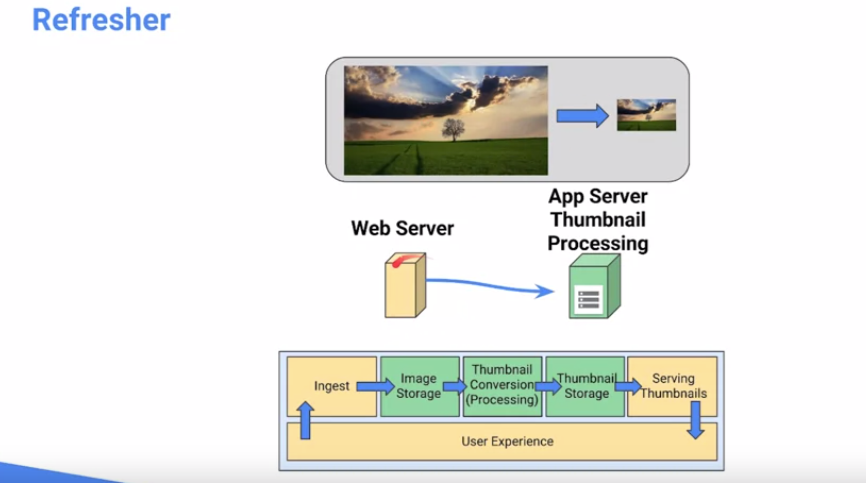 Refresher
App Server
Thumbnail
Processing
Web Server
Ingest
Image
Storage
Thumbnail
Conversion
(Processing)
Thumbnail
Storage
Serving
Thumbnails
User Experience